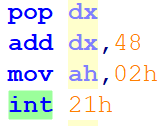 pop dx
add dx,48
mov ah,02h
int 21h